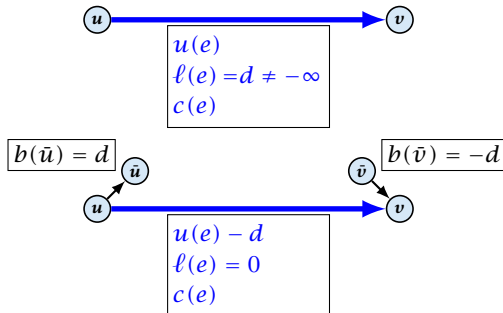 u v
u(e)
ℓ(e) =d ≠ −∞
c(e)
b(ū) = d ū v̄ b(v̄) = −d
u v
u(e) − d
ℓ(e) = 0
c(e)